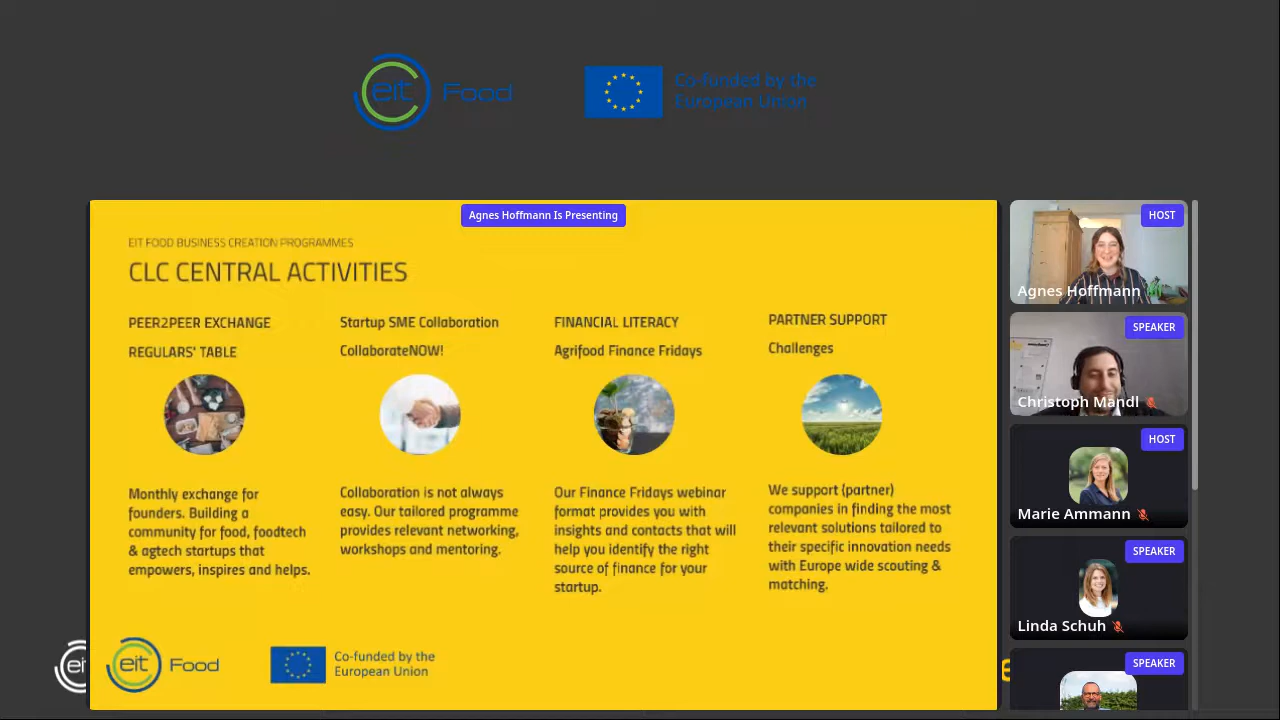 eit Food
Co-funded by the
European Union
Agnes Hoffmann Is Presenting
EIT FOOD BUSINESS CREATION PROGRAMMES
CLC CENTRAL ACTIVITIES
PEER2PEER EXCHANGE
REGULARS' TABLE
Monthly exchange for
founders. Building a
community for food, foodtech
& agtech startups that
empowers, inspires and helps.
Startup SME Collaboration
CollaborateNOW!
Collaboration is not always
easy. Our tailored programme
provides relevant networking,
workshops and mentoring.
FINANCIAL LITERACY
Agrifood Finance Fridays
Our Finance Fridays webinar
format provides you with
insights and contacts that will
help you identify the right
source of finance for your
startup.
PARTNER SUPPORT
Challenges
We support (partner)
companies in finding the most
relevant solutions tailored to
their specific innovation needs
with Europe wide scouting &
matching.
eit Food
Co-funded by the
European Union
HOST
Agnes Hoffmann
SPEAKER
Christoph Mandl
HOST
Marie Ammann
SPEAKER
Linda Schuh
SPEAKER